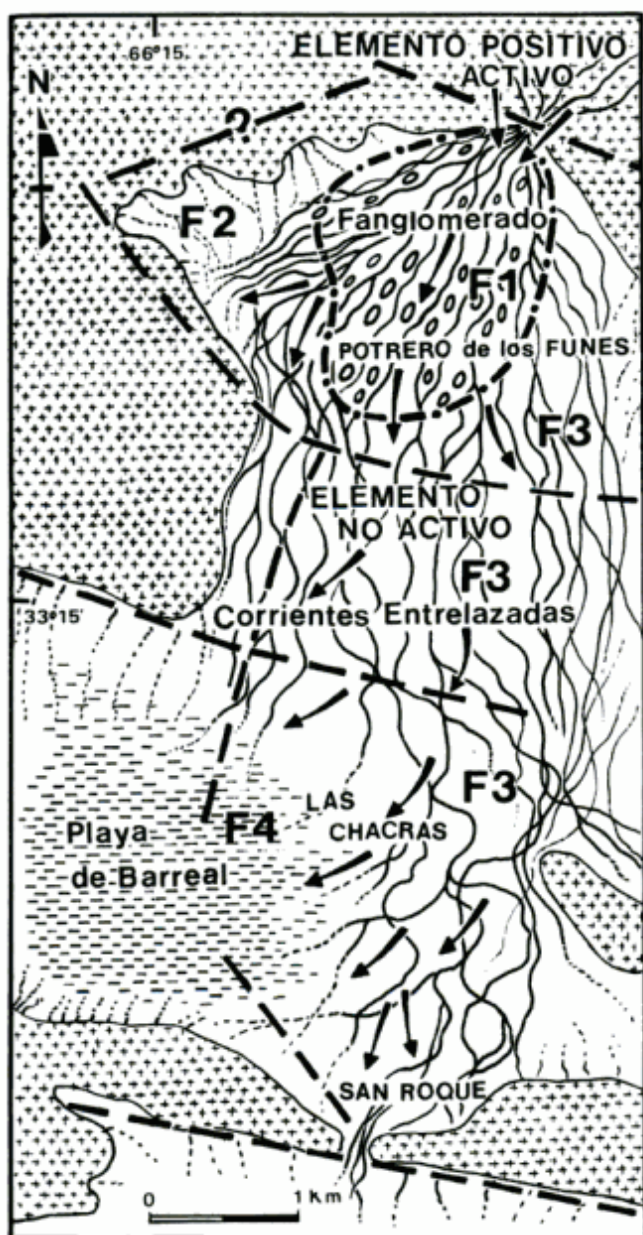 66°15'
ELEMENTO POSITIVO
ACTIVO
N
?
F2
Fanglomerado
F1
POTRERO de los FUNES
F3
ELEMENTO
NO ACTIVO
F3
33°15'
Corrientes Entrelazadas
F3
LAS
CHACRAS
F4
Playa
de Barreal
SAN ROQUE
0 1 Km